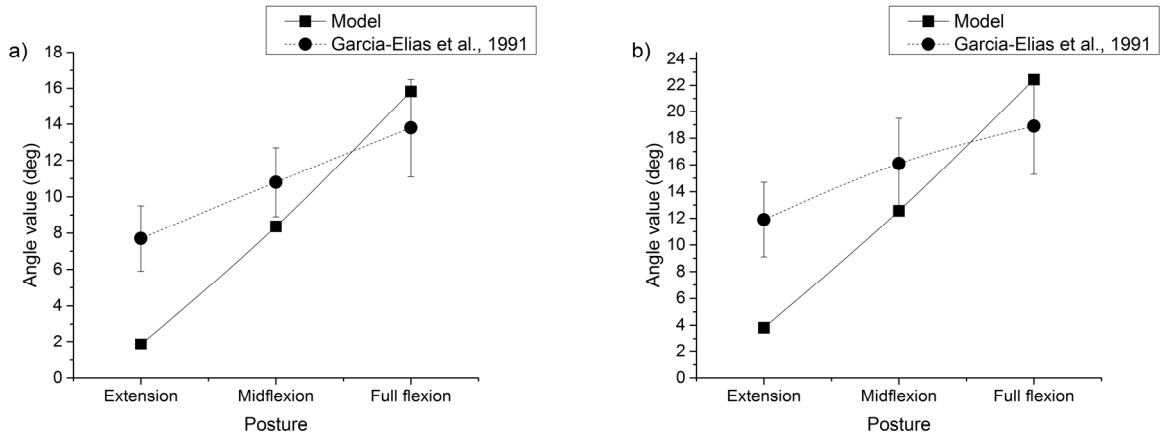 a)
Model
Garcia-Elias et al., 1991
18
16
14
12
10
8
6
4
2
0
Angle value (deg)
Extension
Midflexion
Full flexion
Posture
b)
Model
Garcia-Elias et al., 1991
24
22
20
18
16
14
12
10
8
6
4
2
0
Angle value (deg)
Extension
Midflexion
Full flexion
Posture